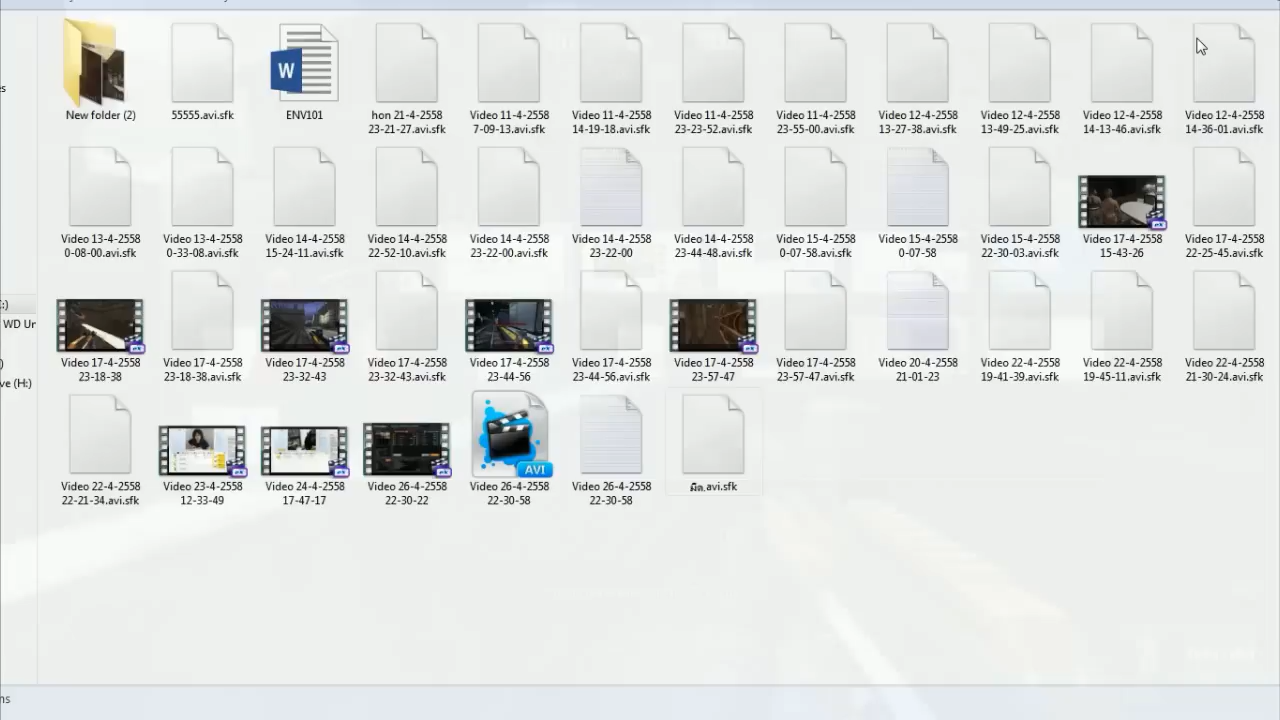 New folder (2)
55555.avi.sfk
ENV101
hon 21-4-2558
23-21-27.avi.sfk
Video 11-4-2558
7-09-13.avi.sfk
Video 11-4-2558
14-19-18.avi.sfk
Video 11-4-2558
23-23-52.avi.sfk
Video 11-4-2558
23-55-00.avi.sfk
Video 12-4-2558
13-27-38.avi.sfk
Video 12-4-2558
13-49-25.avi.sfk
Video 12-4-2558
14-13-46.avi.sfk
Video 12-4-2558
14-36-01.avi.sfk
Video 13-4-2558
0-08-00.avi.sfk
Video 13-4-2558
0-33-08.avi.sfk
Video 14-4-2558
15-24-11.avi.sfk
Video 14-4-2558
22-52-10.avi.sfk
Video 14-4-2558
23-22-00.avi.sfk
Video 14-4-2558
23-22-00
Video 14-4-2558
23-44-48.avi.sfk
Video 15-4-2558
0-07-58.avi.sfk
Video 15-4-2558
0-07-58
Video 15-4-2558
22-30-03.avi.sfk
Video 17-4-2558
15-43-26
Video 17-4-2558
22-25-45.avi.sfk
:)
WD Un
)
ve (H:)
Video 17-4-2558
23-18-38
Video 17-4-2558
23-18-38.avi.sfk
Video 17-4-2558
23-32-43
Video 17-4-2558
23-32-43.avi.sfk
Video 17-4-2558
23-44-56
Video 17-4-2558
23-44-56.avi.sfk
Video 17-4-2558
23-57-47
Video 17-4-2558
23-57-47.avi.sfk
Video 20-4-2558
21-01-23
Video 22-4-2558
19-41-39.avi.sfk
Video 22-4-2558
19-45-11.avi.sfk
Video 22-4-2558
21-30-24.avi.sfk
Video 22-4-2558
22-21-34.avi.sfk
Video 23-4-2558
12-33-49
Video 24-4-2558
17-47-17
Video 26-4-2558
22-30-22
AVI
Video 26-4-2558
22-30-58
Video 26-4-2558
22-30-58
มีด.avi.sfk
ns